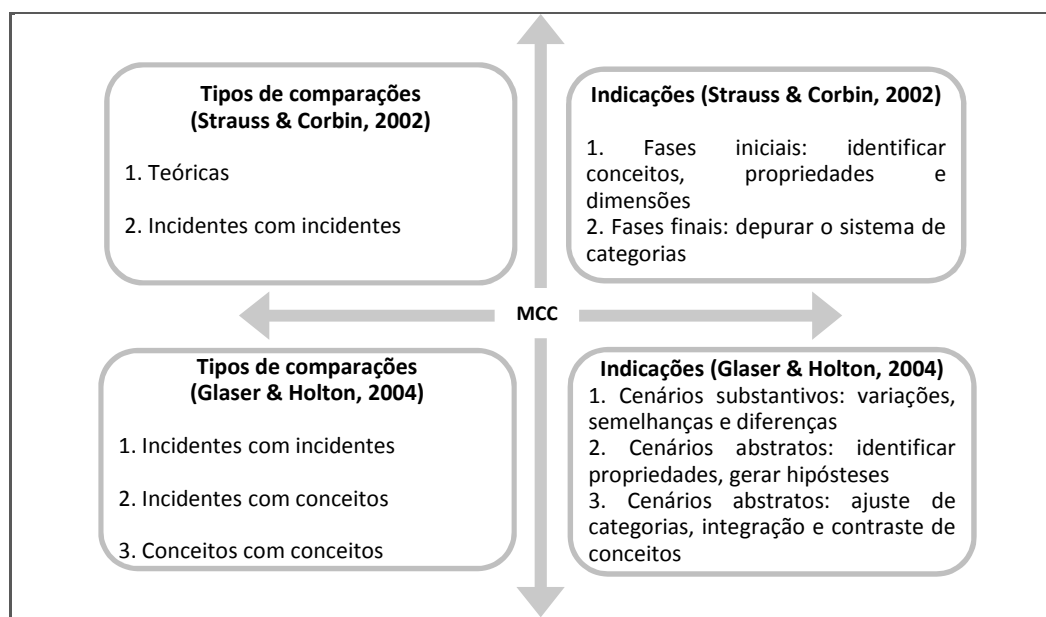 Tipos de comparações
(Strauss & Corbin, 2002)
1. Teóricas
2. Incidentes com incidentes
Indicações (Strauss & Corbin, 2002)
1. Fases iniciais: identificar
conceitos, propriedades e
dimensões
2. Fases finais: depurar o sistema de
categorias
MCC
Tipos de comparações
(Glaser & Holton, 2004)
1. Incidentes com incidentes
2. Incidentes com conceitos
3. Conceitos com conceitos
Indicações (Glaser & Holton, 2004)
1. Cenários substantivos: variações,
semelhanças e diferenças
2. Cenários abstratos: identificar
propriedades, gerar hipósteses
3. Cenários abstratos: ajuste de
categorias, integração e contraste de
conceitos